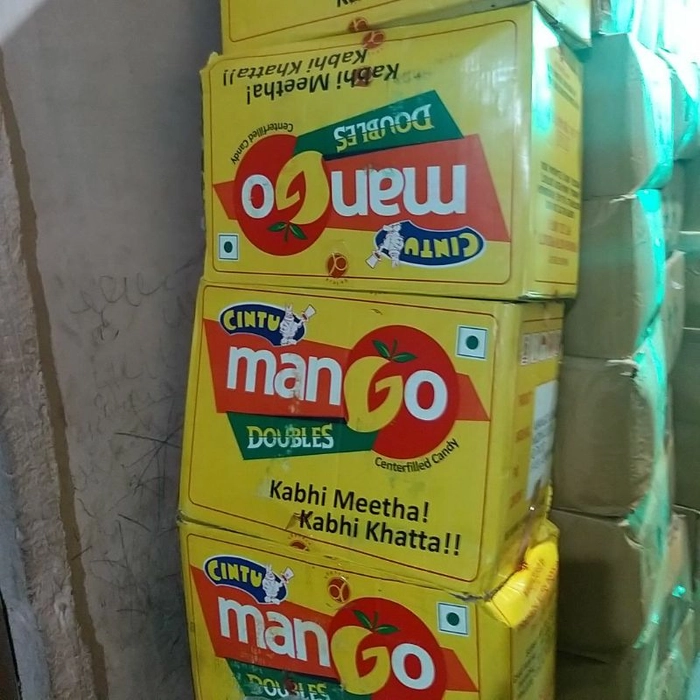 Kabhi Meetha!
Kabhi Khatta!!
DOUBLES
Centerfilled Candy
manGo
CINTU
CINTU
manGo
DOUBLES
Centerfilled Candy
Kabhi Meetha!
Kabhi Khatta!!
CINTU
manGo
DOUBLES